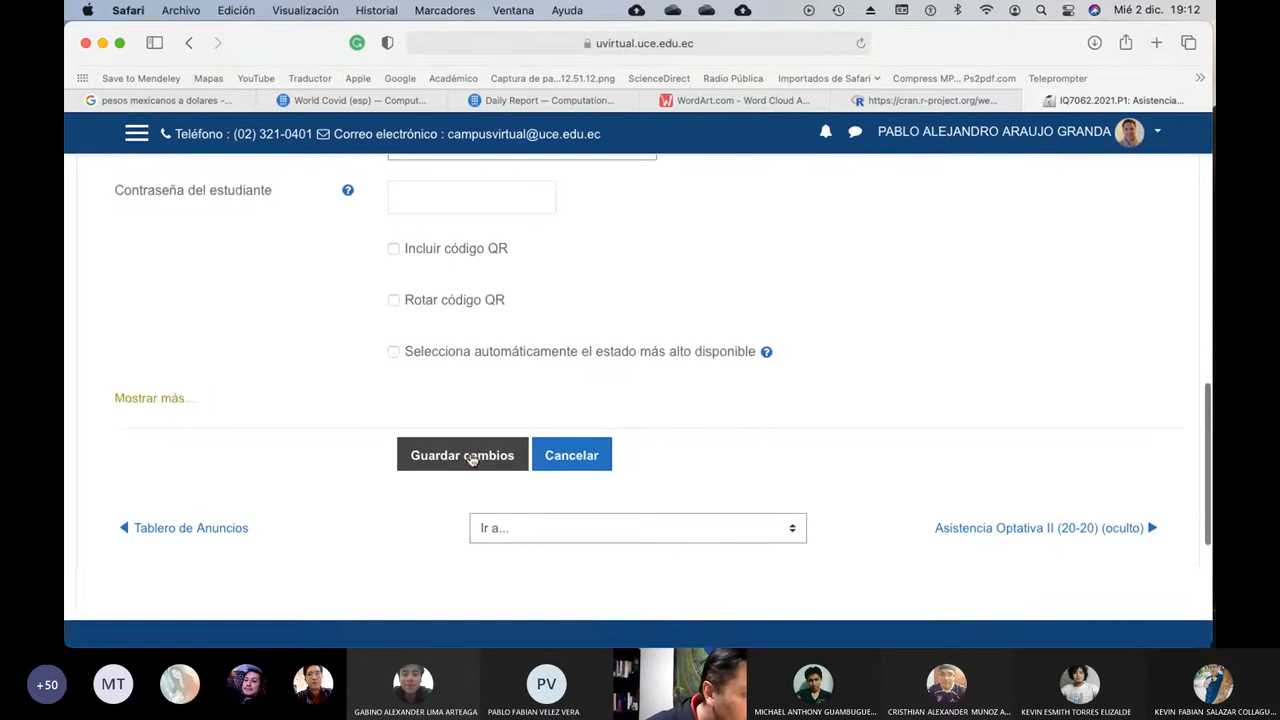 Safari Archivo Edición Visualización Historial Marcadores Ventana Ayuda Mié 2 dic. 19:12
uvirtual.uce.edu.ec
Save to Mendeley Mapas YouTube Traductor Apple Google Académico Captura de pa...12.51.12.png ScienceDirect Radio Pública Importados de Safari Compress MP... Ps2pdf.com Teleprompter
pesos mexicanos a dolares -... World Covid (esp) — Comput... Daily Report — Computation... WordArt.com - Word Cloud A... https://cran.r-project.org/we... IQ7062.2021.P1: Asistencia...
Teléfono : (02) 321-0401 Correo electrónico : campusvirtual@uce.edu.ec PABLO ALEJANDRO ARAUJO GRANDA
Contraseña del estudiante
Incluir código QR
Rotar código QR
Selecciona automáticamente el estado más alto disponible
Mostrar más...
Guardar cambios Cancelar
Tablero de Anuncios Ir a... Asistencia Optativa II (20-20) (oculto)
+50 MT PV
GABINO ALEXANDER LIMA ARTEAGA PABLO FABIAN VELEZ VERA MICHAEL ANTHONY GUAMBUGUE... CRISTHIAN ALEXANDER MUNOZ A... KEVIN ESMITH TORRES ELIZALDE KEVIN FABIAN SALAZAR COLLAGU...